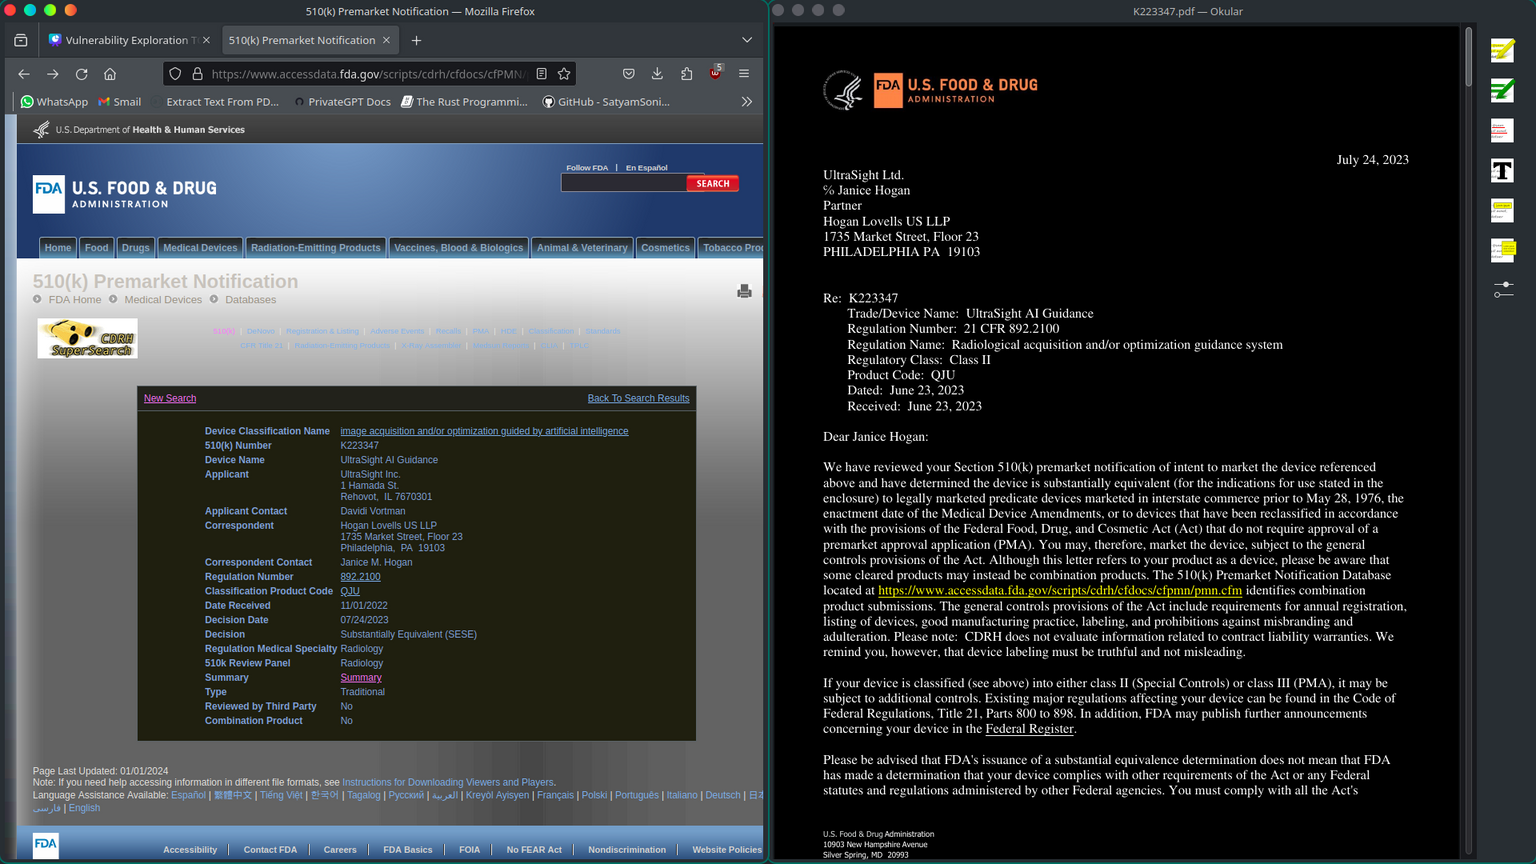 510(k) Premarket Notification — Mozilla Firefox
Vulnerability Exploration T
510(k) Premarket Notification
https://www.accessdata.fda.gov/scripts/cdrh/cfdocs/cfPMN/
5
WhatsApp
Gmail
Extract Text From PD...
PrivateGPT Docs
The Rust Programmi...
GitHub - SatyamSoni...
U.S. Department of Health & Human Services
Follow FDA | En Español
FDA U.S. FOOD & DRUG
ADMINISTRATION
SEARCH
Home
Food
Drugs
Medical Devices
Radiation-Emitting Products
Vaccines, Blood & Biologics
Animal & Veterinary
Cosmetics
Tobacco Pro
510(k) Premarket Notification
FDA Home
Medical Devices
Databases
CDRH
SuperSearch
510(k) | DeNovo | Registration & Listing | Adverse Events | Recalls | PMA | HDE | Classification | Standards
CFR Title 21 | Radiation-Emitting Products | X-Ray Assembler | Medsun Reports | CLIA | TPLC
New Search
Back To Search Results
Device Classification Name image acquisition and/or optimization guided by artificial intelligence
510(k) Number K223347
Device Name UltraSight AI Guidance
Applicant UltraSight Inc.
1 Hamada St.
Rehovot, IL 7670301
Applicant Contact Davidi Vortman
Correspondent Hogan Lovells US LLP
1735 Market Street, Floor 23
Philadelphia, PA 19103
Correspondent Contact Janice M. Hogan
Regulation Number 892.2100
Classification Product Code QJU
Date Received 11/01/2022
Decision Date 07/24/2023
Decision Substantially Equivalent (SESE)
Regulation Medical Specialty Radiology
510k Review Panel Radiology
Summary Summary
Type Traditional
Reviewed by Third Party No
Combination Product No
Page Last Updated: 01/01/2024
Note: If you need help accessing information in different file formats, see Instructions for Downloading Viewers and Players.
Language Assistance Available: Español | 繁體中文 | Tiếng Việt | 한국어 | Tagalog | Русский | العربية | Kreyòl Ayisyen | Français | Polski | Português | Italiano | Deutsch | 日本
فارسی | English
FDA
Accessibility | Contact FDA | Careers | FDA Basics | FOIA | No FEAR Act | Nondiscrimination | Website Policies
K223347.pdf — Okular
FDA U.S. FOOD & DRUG
ADMINISTRATION
July 24, 2023
UltraSight Ltd.
℅ Janice Hogan
Partner
Hogan Lovells US LLP
1735 Market Street, Floor 23
PHILADELPHIA PA 19103
Re: K223347
Trade/Device Name: UltraSight AI Guidance
Regulation Number: 21 CFR 892.2100
Regulation Name: Radiological acquisition and/or optimization guidance system
Regulatory Class: Class II
Product Code: QJU
Dated: June 23, 2023
Received: June 23, 2023
Dear Janice Hogan:
We have reviewed your Section 510(k) premarket notification of intent to market the device referenced
above and have determined the device is substantially equivalent (for the indications for use stated in the
enclosure) to legally marketed predicate devices marketed in interstate commerce prior to May 28, 1976, the
enactment date of the Medical Device Amendments, or to devices that have been reclassified in accordance
with the provisions of the Federal Food, Drug, and Cosmetic Act (Act) that do not require approval of a
premarket approval application (PMA). You may, therefore, market the device, subject to the general
controls provisions of the Act. Although this letter refers to your product as a device, please be aware that
some cleared products may instead be combination products. The 510(k) Premarket Notification Database
located at https://www.accessdata.fda.gov/scripts/cdrh/cfdocs/cfpmn/pmn.cfm identifies combination
product submissions. The general controls provisions of the Act include requirements for annual registration,
listing of devices, good manufacturing practice, labeling, and prohibitions against misbranding and
adulteration. Please note: CDRH does not evaluate information related to contract liability warranties. We
remind you, however, that device labeling must be truthful and not misleading.
If your device is classified (see above) into either class II (Special Controls) or class III (PMA), it may be
subject to additional controls. Existing major regulations affecting your device can be found in the Code of
Federal Regulations, Title 21, Parts 800 to 898. In addition, FDA may publish further announcements
concerning your device in the Federal Register.
Please be advised that FDA's issuance of a substantial equivalence determination does not mean that FDA
has made a determination that your device complies with other requirements of the Act or any Federal
statutes and regulations administered by other Federal agencies. You must comply with all the Act's
U.S. Food & Drug Administration
10903 New Hampshire Avenue
Silver Spring, MD 20993